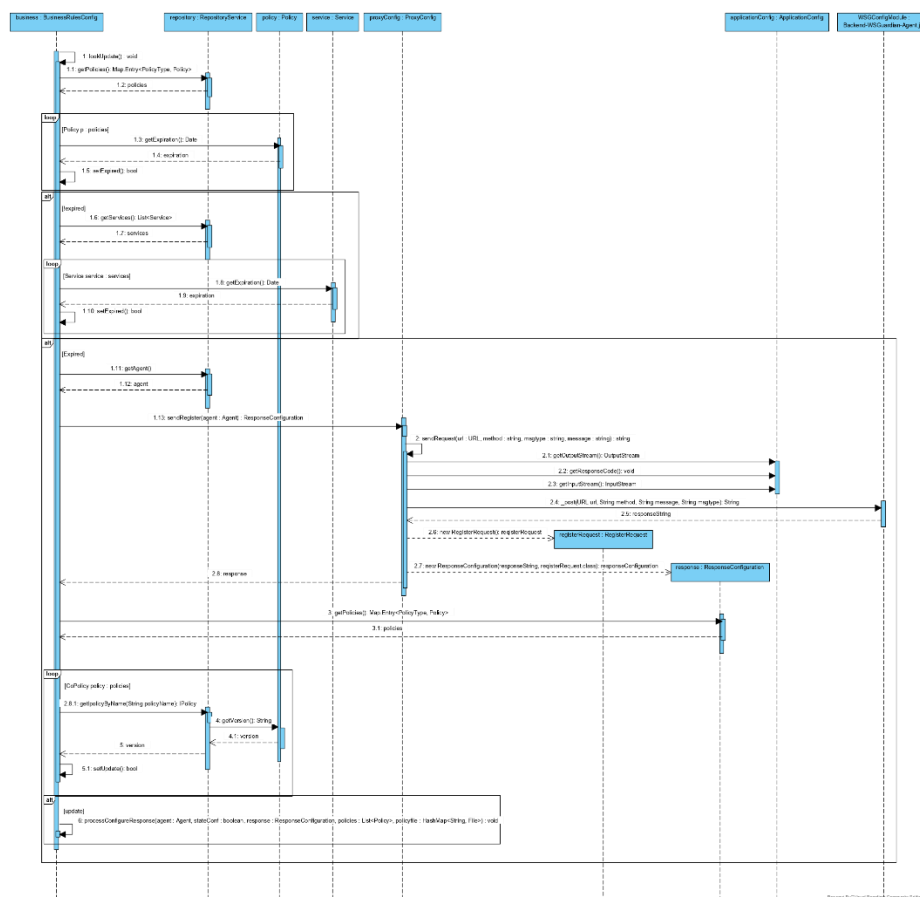 business : BusinessRulesConfig
repository : RepositoryService
policy : Policy
service : Service
proxyConfig : ProxyConfig
applicationConfig : ApplicationConfig
WSGConfigModule :
Backend-WSGuardian-Agent.j
1: lookUpdate() : void
1.1: getPolicies(): Map.Entry<PolicyType, Policy>
1.2: policies
loop
[Policy p : policies]
1.3: getExpiration(): Date
1.4: expiration
1.5: setExpired(): bool
alt
[!expired]
1.6: getServices(): List<Service>
1.7: services
loop
[Service service : services]
1.8: getExpiration(): Date
1.9: expiration
1.10: setExpired(): bool
alt
[Expired]
1.11: getAgent()
1.12: agent
1.13: sendRegister(agent : Agent) : ResponseConfiguration
2: sendRequest(url : URL, method : string, msgtype : string, message : string) : string
2.1: getOutputStream(): OutputStream
2.2: getResponseCode(): void
2.3: getInputStream(): InputStream
2.4: _post(URL url, String method, String message, String msgtype): String
2.5: responseString
2.6: new RegisterRequest(): registerRequest
registerRequest : RegisterRequest
2.7: new ResponseConfiguration(responseString, registerRequest.class): responseConfiguration
response : ResponseConfiguration
2.8: response
3: getPolicies(): Map.Entry<PolicyType, Policy>
3.1: policies
loop
[CoPolicy policy : policies]
2.8.1: getpolicyByName(String policyName): IPolicy
4: getVersion(): String
4.1: version
5: version
5.1: setUpdate(): bool
alt
[update]
6: processConfigureResponse(agent : Agent, stateConf : boolean, response : ResponseConfiguration, policies : List<Policy>, policyfile : HashMap<String, File>) : void